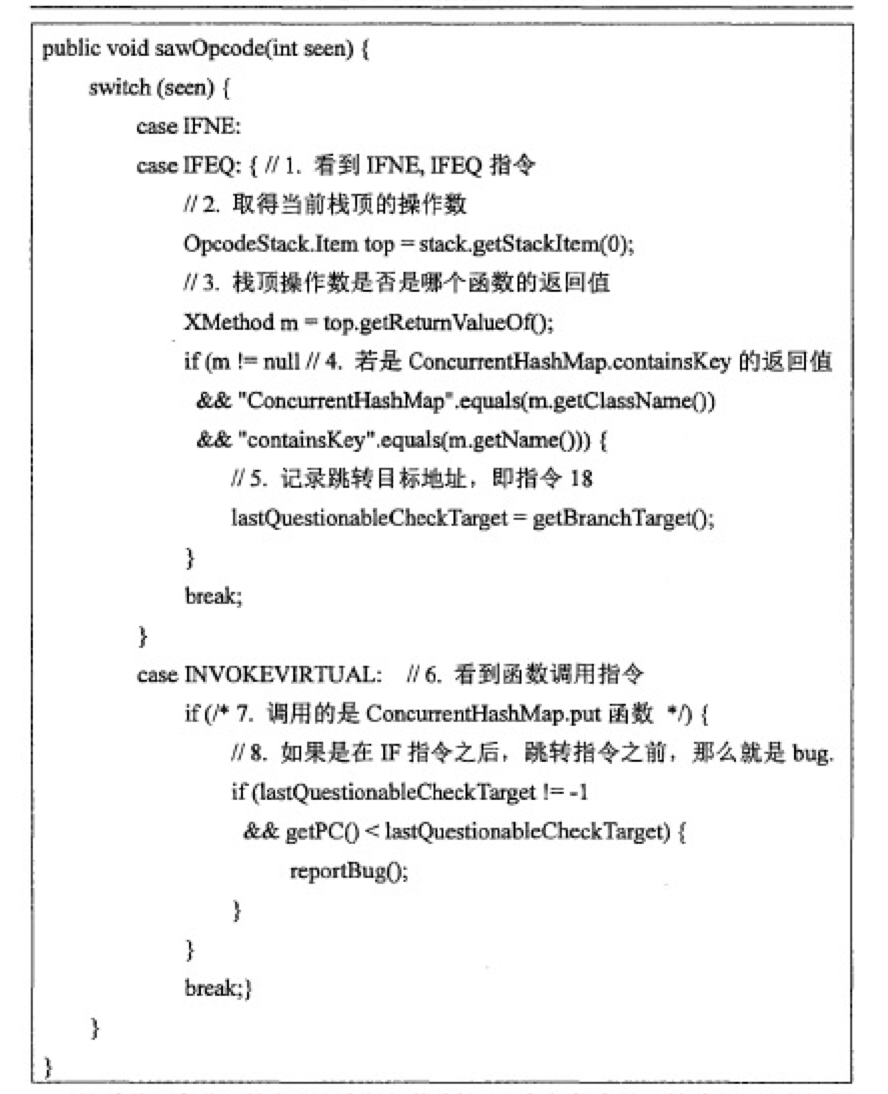 public void sawOpcode(int seen) {
switch (seen) {
case IFNE:
case IFEQ: { // 1. 看到 IFNE, IFEQ 指令
// 2. 取得当前栈顶的操作数
OpcodeStack.Item top = stack.getStackItem(0);
// 3. 栈顶操作数是否是哪个函数的返回值
XMethod m = top.getReturnValueOf();
if (m != null // 4. 若是 ConcurrentHashMap.containsKey 的返回值
&& "ConcurrentHashMap".equals(m.getClassName())
&& "containsKey".equals(m.getName())) {
// 5. 记录跳转目标地址，即指令 18
lastQuestionableCheckTarget = getBranchTarget();
}
break;
}
case INVOKEVIRTUAL: // 6. 看到函数调用指令
if (/* 7. 调用的是 ConcurrentHashMap.put 函数 */) {
// 8. 如果是在 IF 指令之后，跳转指令之前，那么就是 bug.
if (lastQuestionableCheckTarget != -1
&& getPC() < lastQuestionableCheckTarget) {
reportBug();
}
}
break;}
}
}